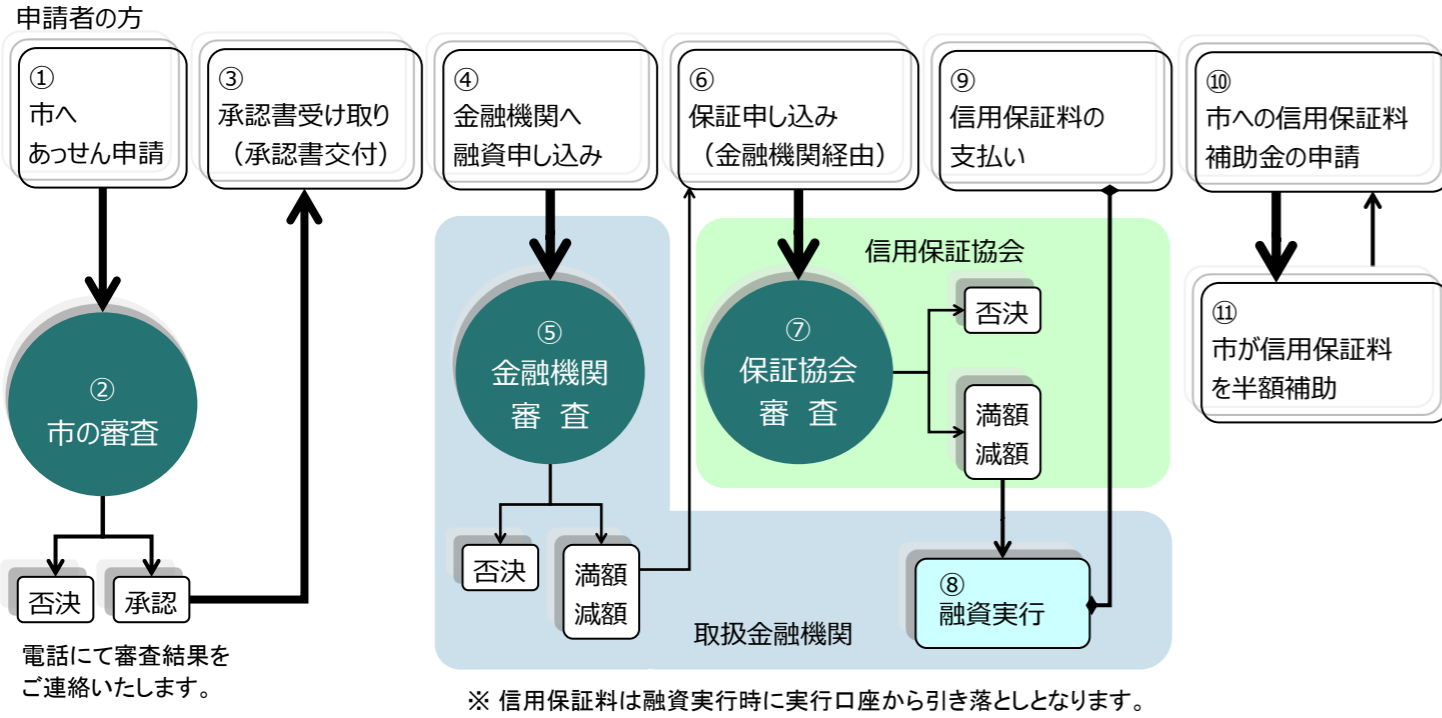 申請者の方
①
市へ
あっせん申請
③
承認書受け取り
（承認書交付）
④
金融機関へ
融資申し込み
⑥
保証申し込み
（金融機関経由）
⑨
信用保証料の
支払い
⑩
市への信用保証料
補助金の申請
②
市の審査
否決
承認
電話にて審査結果を
ご連絡いたします。
⑤
金融機関
審 査
否決
満額
減額
信用保証協会
⑦
保証協会
審 査
否決
満額
減額
取扱金融機関
⑧
融資実行
⑪
市が信用保証料
を半額補助
※ 信用保証料は融資実行時に実行口座から引き落としとなります。